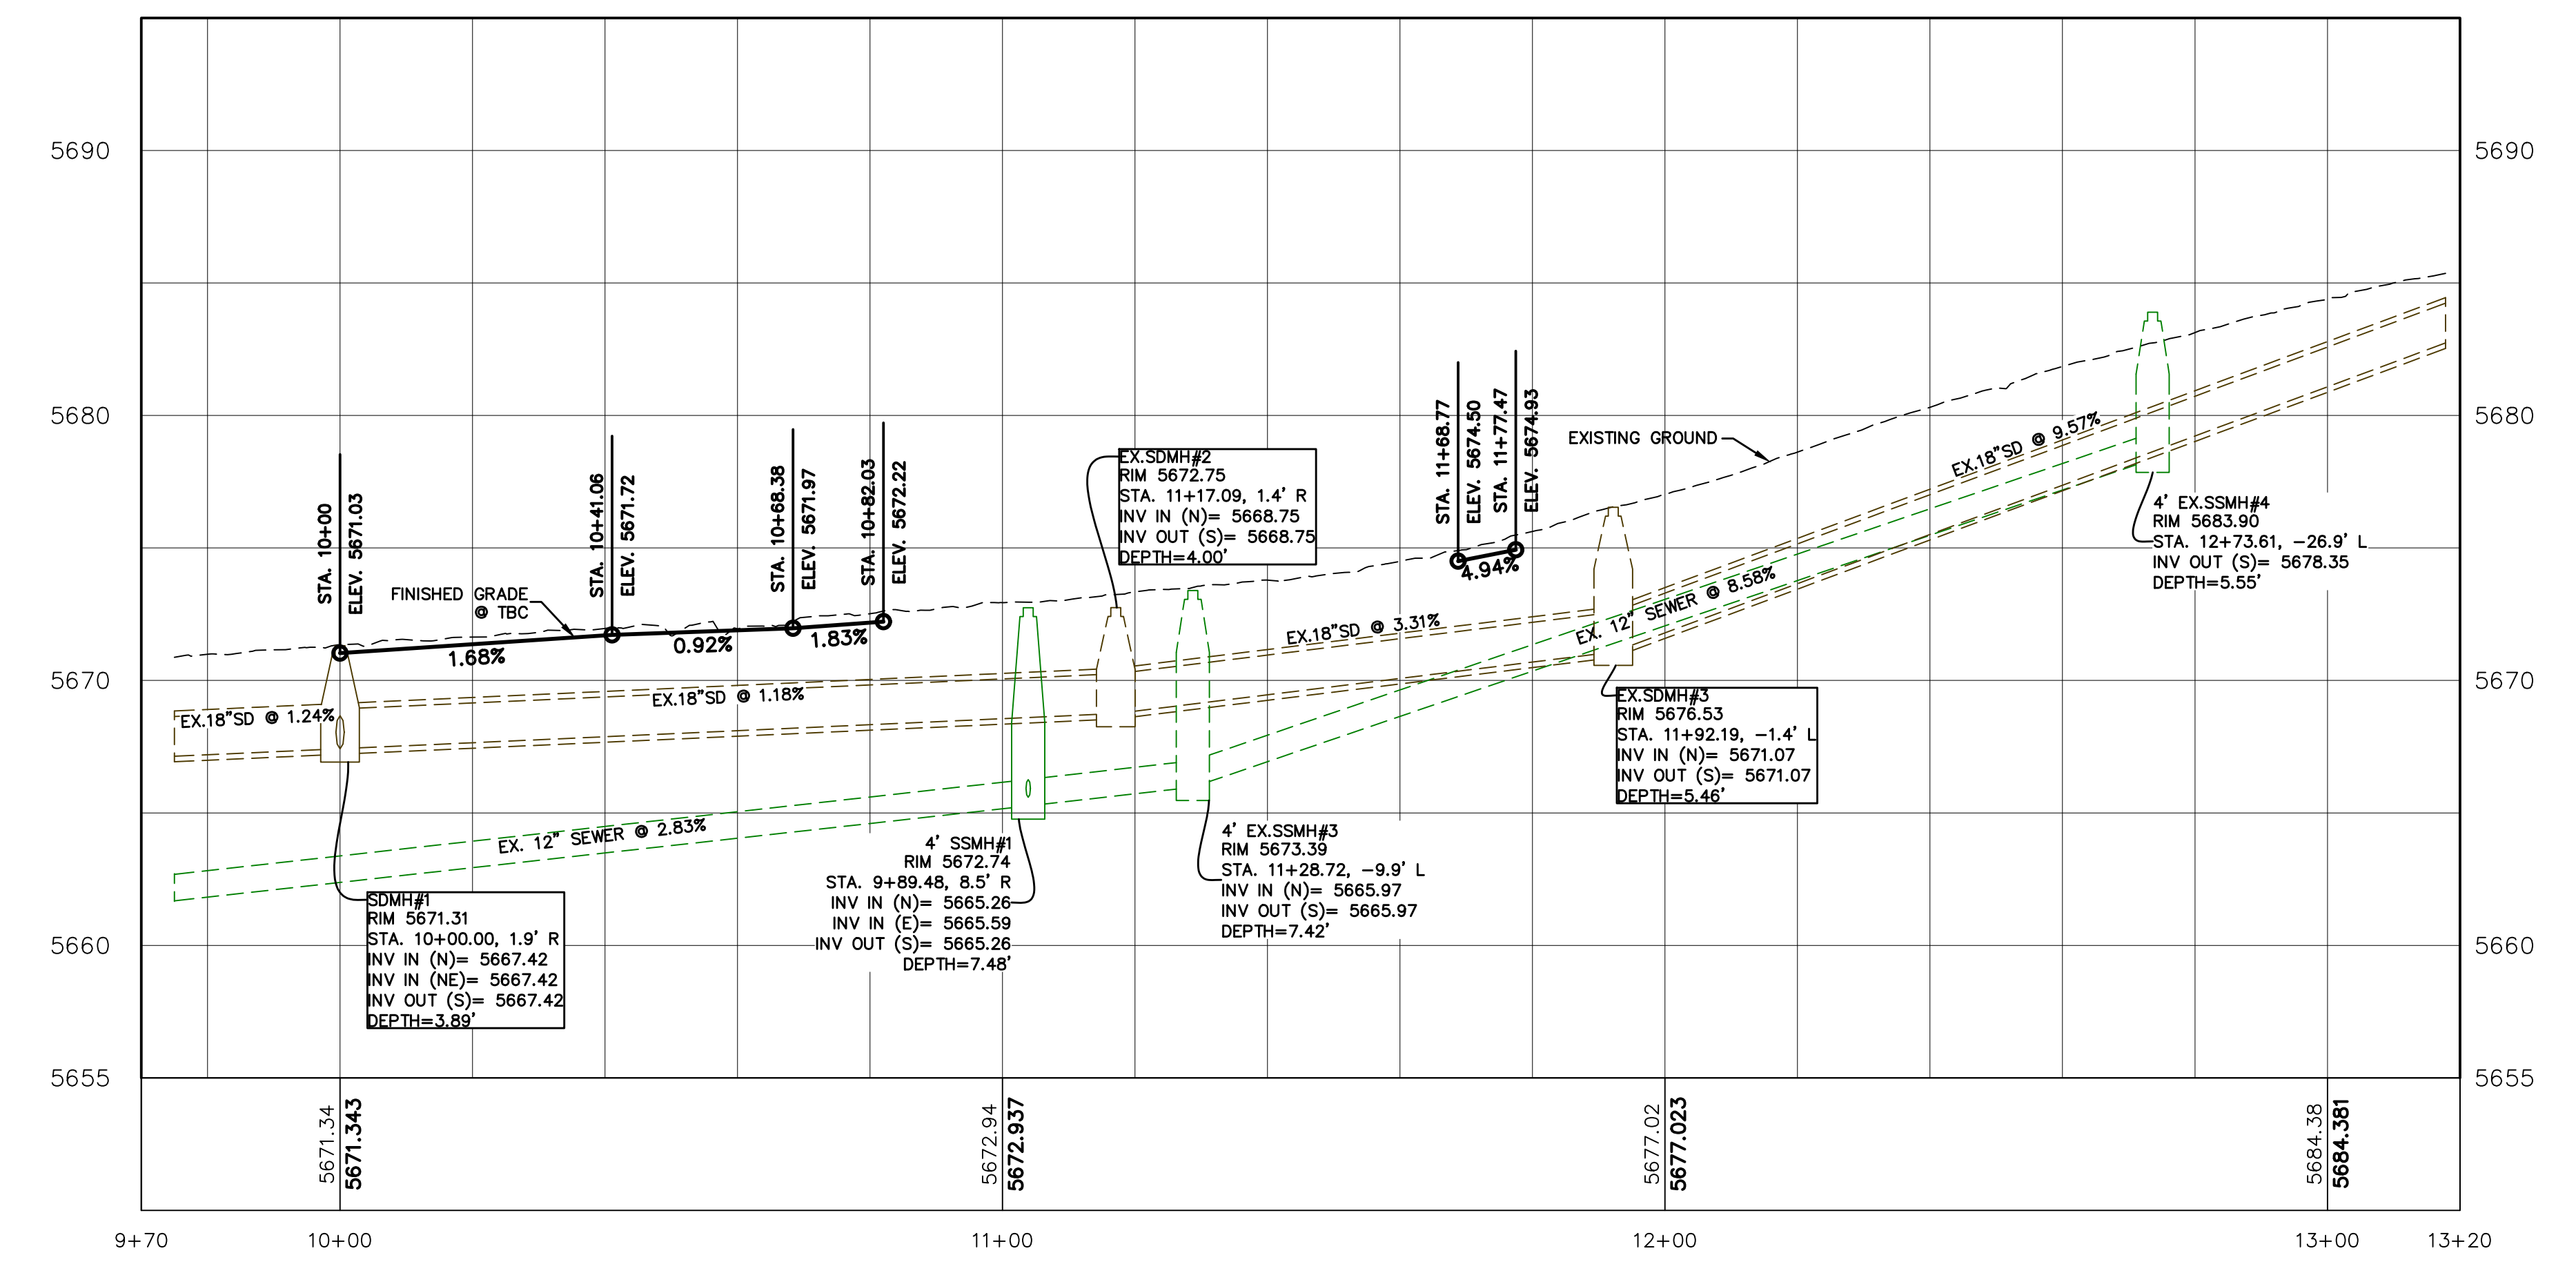 5690
5690
5680
5680
5670
5670
5660
5660
5655
5655
STA. 10+00
ELEV. 5671.03
STA. 10+41.06
ELEV. 5671.72
STA. 10+68.38
ELEV. 5671.97
STA. 10+82.03
ELEV. 5672.22
STA. 11+68.77
ELEV. 5674.50
STA. 11+77.47
ELEV. 5674.93
FINISHED GRADE
@ TBC
1.68%
0.92%
1.83%
4.94%
EXISTING GROUND
EX.18"SD @ 1.24%
EX.18"SD @ 1.18%
EX.18"SD @ 3.31%
EX.18"SD @ 9.57%
EX. 12" SEWER @ 2.83%
EX. 12" SEWER @ 8.58%
EX.SDMH#2
RIM 5672.75
STA. 11+17.09, 1.4' R
INV IN (N)= 5668.75
INV OUT (S)= 5668.75
DEPTH=4.00'
4' EX.SSMH#4
RIM 5683.90
STA. 12+73.61, -26.9' L
INV OUT (S)= 5678.35
DEPTH=5.55'
EX.SDMH#3
RIM 5676.53
STA. 11+92.19, -1.4' L
INV IN (N)= 5671.07
INV OUT (S)= 5671.07
DEPTH=5.46'
4' SSMH#1
RIM 5672.74
STA. 9+89.48, 8.5' R
INV IN (N)= 5665.26
INV IN (E)= 5665.59
INV OUT (S)= 5665.26
DEPTH=7.48'
4' EX.SSMH#3
RIM 5673.39
STA. 11+28.72, -9.9' L
INV IN (N)= 5665.97
INV OUT (S)= 5665.97
DEPTH=7.42'
SDMH#1
RIM 5671.31
STA. 10+00.00, 1.9' R
INV IN (N)= 5667.42
INV IN (NE)= 5667.42
INV OUT (S)= 5667.42
DEPTH=3.89'
5671.34
5671.343
5672.94
5672.937
5677.02
5677.023
5684.38
5684.381
9+70
10+00
11+00
12+00
13+00
13+20